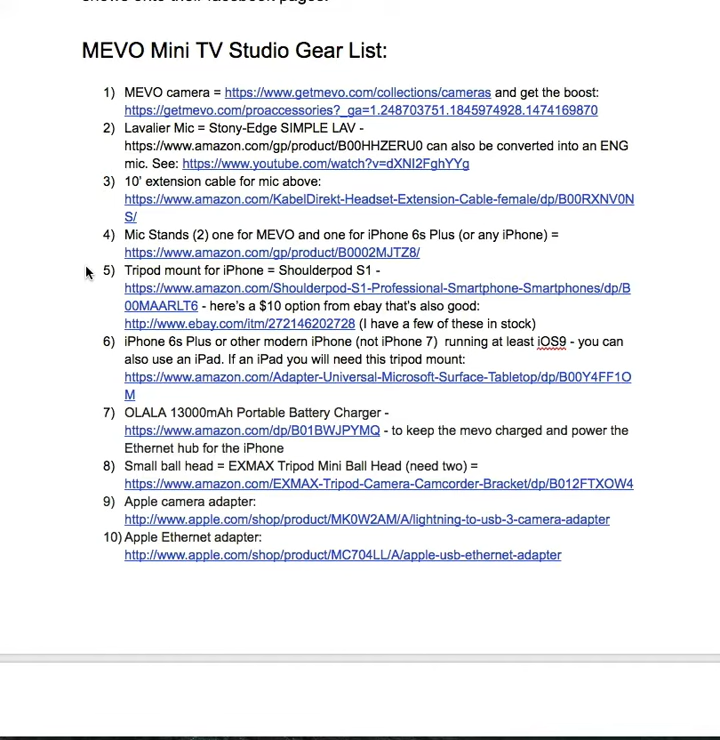 MEVO Mini TV Studio Gear List:
1) MEVO camera = https://www.getmevo.com/collections/cameras and get the boost:
https://getmevo.com/proaccessories?_ga=1.248703751.1845974928.1474169870
2) Lavalier Mic = Stony-Edge SIMPLE LAV -
https://www.amazon.com/gp/product/B00HHZERU0 can also be converted into an ENG
mic. See: https://www.youtube.com/watch?v=dXNI2FghYYg
3) 10' extension cable for mic above:
https://www.amazon.com/KabelDirekt-Headset-Extension-Cable-female/dp/B00RXNV0N
S/
4) Mic Stands (2) one for MEVO and one for iPhone 6s Plus (or any iPhone) =
https://www.amazon.com/gp/product/B0002MJTZ8/
5) Tripod mount for iPhone = Shoulderpod S1 -
https://www.amazon.com/Shoulderpod-S1-Professional-Smartphone-Smartphones/dp/B
00MAARLT6 - here's a $10 option from ebay that's also good:
http://www.ebay.com/itm/272146202728 (I have a few of these in stock)
6) iPhone 6s Plus or other modern iPhone (not iPhone 7) running at least iOS9 - you can
also use an iPad. If an iPad you will need this tripod mount:
https://www.amazon.com/Adapter-Universal-Microsoft-Surface-Tabletop/dp/B00Y4FF1O
M
7) OLALA 13000mAh Portable Battery Charger -
https://www.amazon.com/dp/B01BWJPYMQ - to keep the mevo charged and power the
Ethernet hub for the iPhone
8) Small ball head = EXMAX Tripod Mini Ball Head (need two) =
https://www.amazon.com/EXMAX-Tripod-Camera-Camcorder-Bracket/dp/B012FTXOW4
9) Apple camera adapter:
http://www.apple.com/shop/product/MK0W2AM/A/lightning-to-usb-3-camera-adapter
10) Apple Ethernet adapter:
http://www.apple.com/shop/product/MC704LL/A/apple-usb-ethernet-adapter